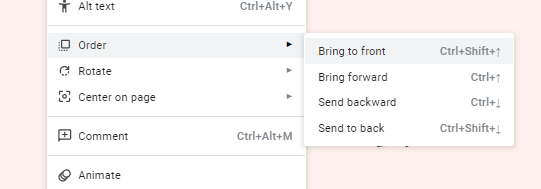 Alt text Ctrl+Alt+Y
Order
Rotate
Center on page
Comment Ctrl+Alt+M
Animate
Bring to front Ctrl+Shift+↑
Bring forward Ctrl+↑
Send backward Ctrl+↓
Send to back Ctrl+Shift+↓